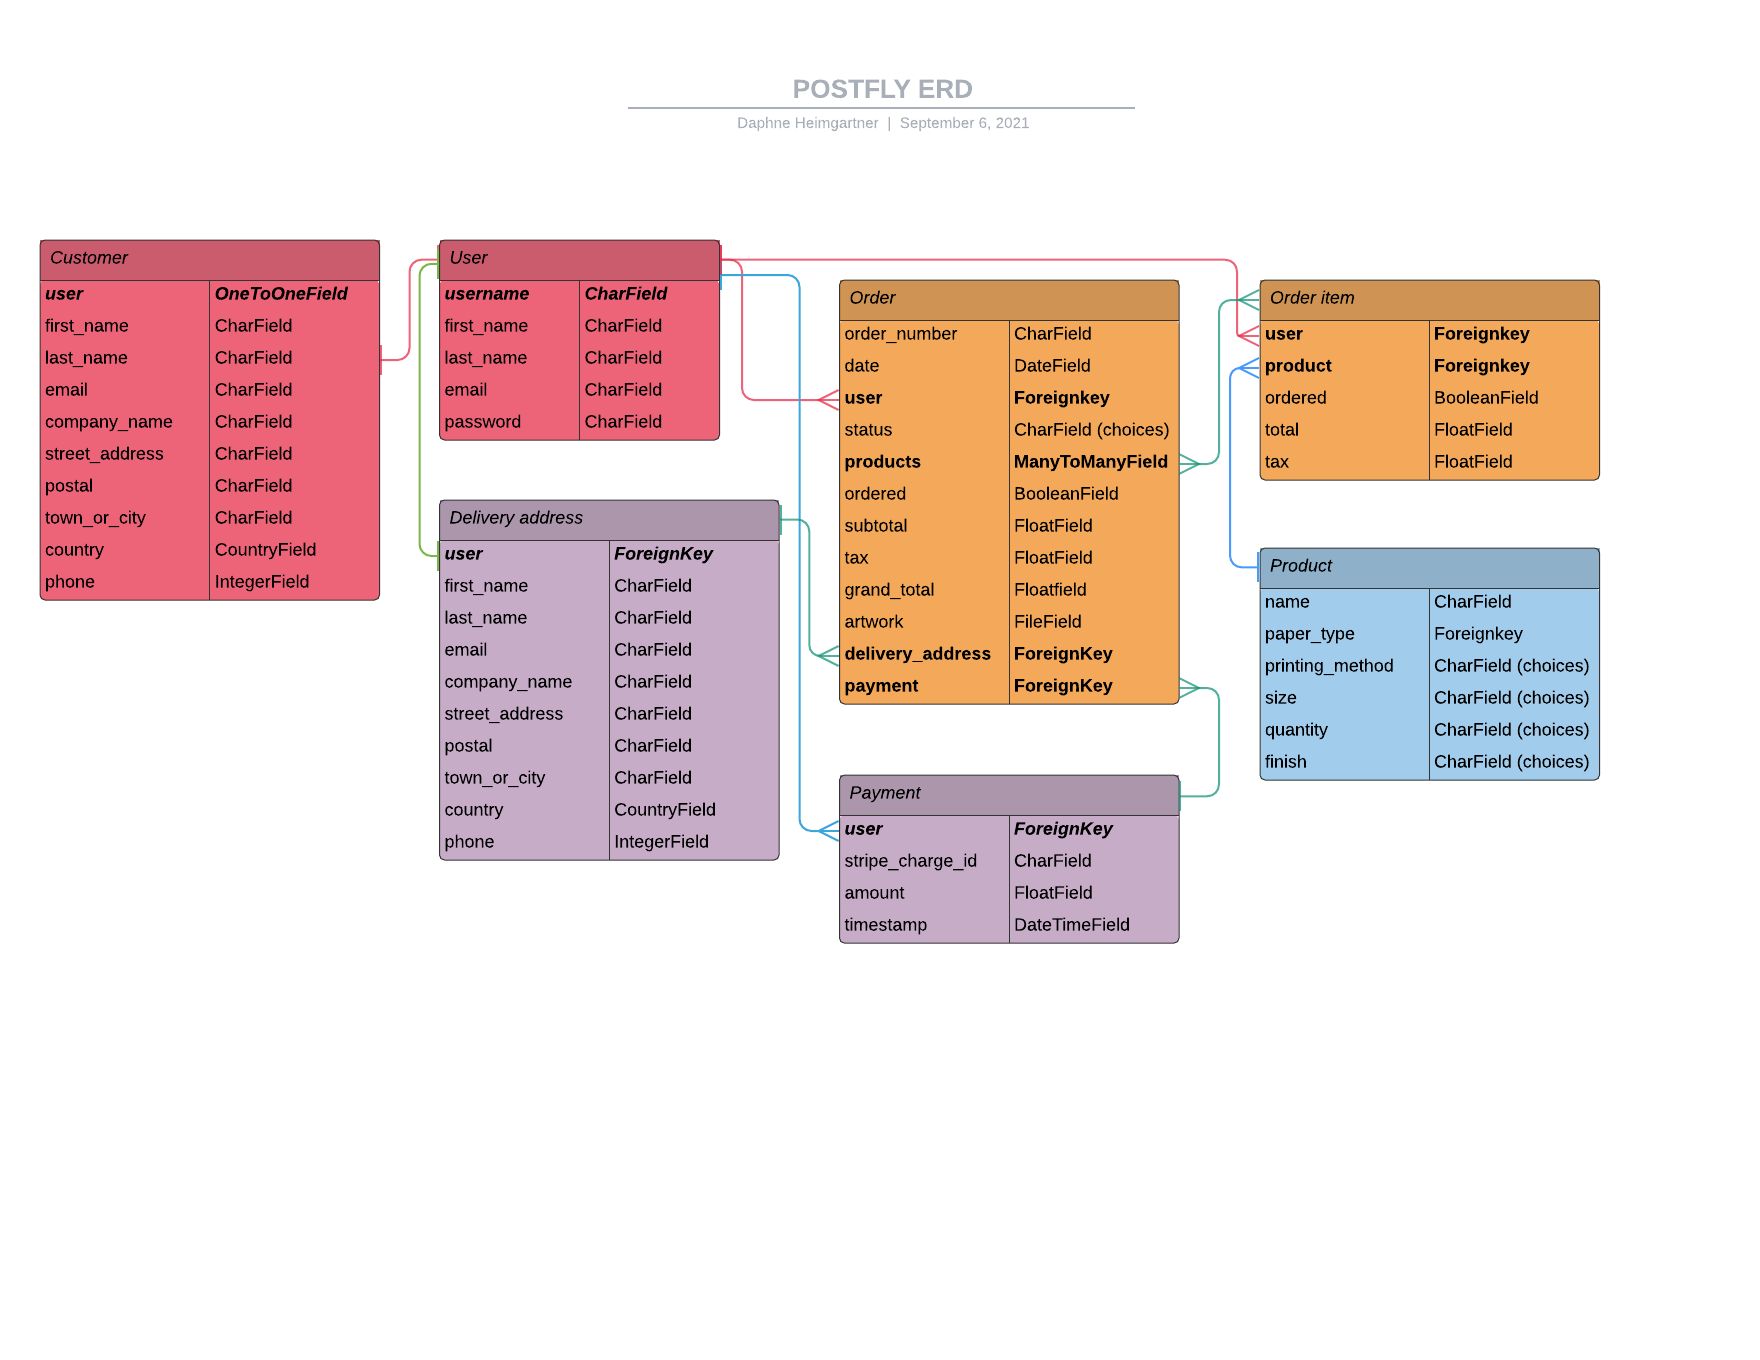 POSTFLY ERD
Daphne Heimgartner | September 6, 2021
Customer
user OneToOneField
first_name CharField
last_name CharField
email CharField
company_name CharField
street_address CharField
postal CharField
town_or_city CharField
country CountryField
phone IntegerField
User
username CharField
first_name CharField
last_name CharField
email CharField
password CharField
Delivery address
user ForeignKey
first_name CharField
last_name CharField
email CharField
company_name CharField
street_address CharField
postal CharField
town_or_city CharField
country CountryField
phone IntegerField
Order
order_number CharField
date DateField
user Foreignkey
status CharField (choices)
products ManyToManyField
ordered BooleanField
subtotal FloatField
tax FloatField
grand_total Floatfield
artwork FileField
delivery_address ForeignKey
payment ForeignKey
Payment
user ForeignKey
stripe_charge_id CharField
amount FloatField
timestamp DateTimeField
Order item
user Foreignkey
product Foreignkey
ordered BooleanField
total FloatField
tax FloatField
Product
name CharField
paper_type Foreignkey
printing_method CharField (choices)
size CharField (choices)
quantity CharField (choices)
finish CharField (choices)